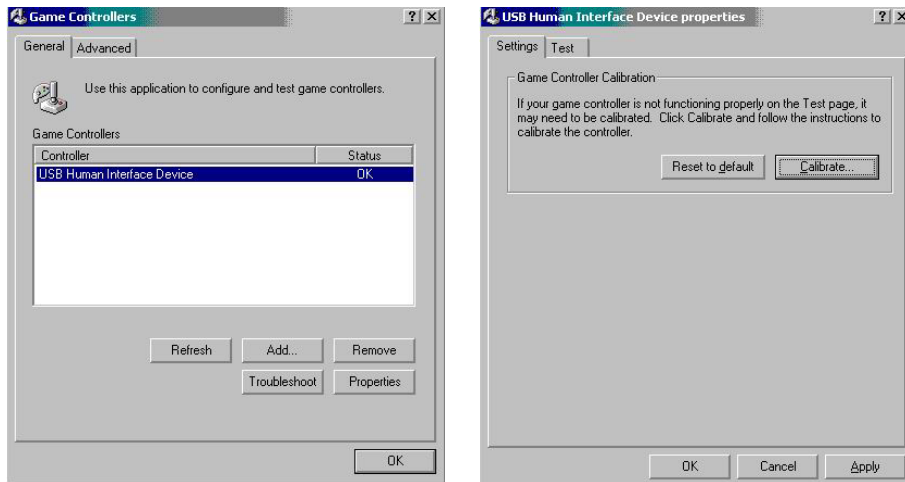 Game Controllers
General
Advanced
Use this application to configure and test game controllers.
Game Controllers
Controller
Status
USB Human Interface Device
OK
Refresh
Add...
Remove
Troubleshoot
Properties
OK
USB Human Interface Device properties
Settings
Test
Game Controller Calibration
If your game controller is not functioning properly on the Test page, it
may need to be calibrated. Click Calibrate and follow the instructions to
calibrate the controller.
Reset to default
Calibrate...
OK
Cancel
Apply